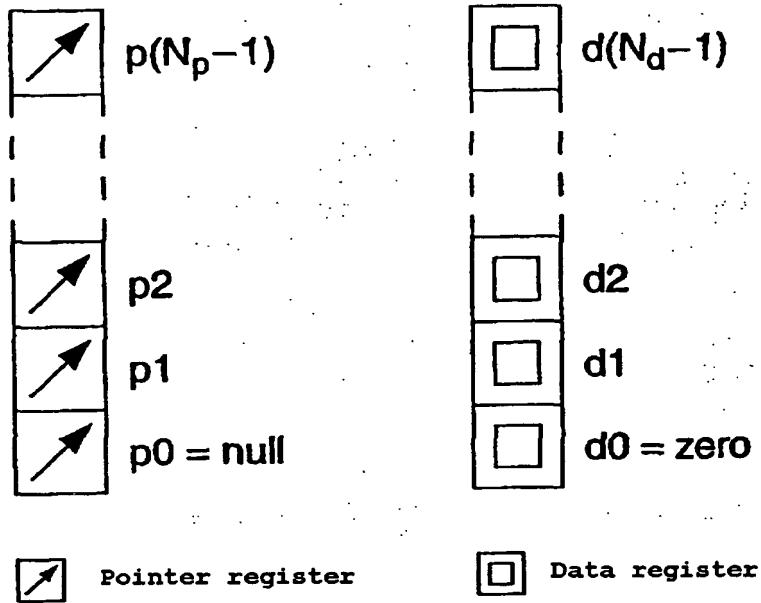 p(Np−1)
d(Nd−1)
p2
d2
p1
d1
p0 = null
d0 = zero
Pointer register
Data register